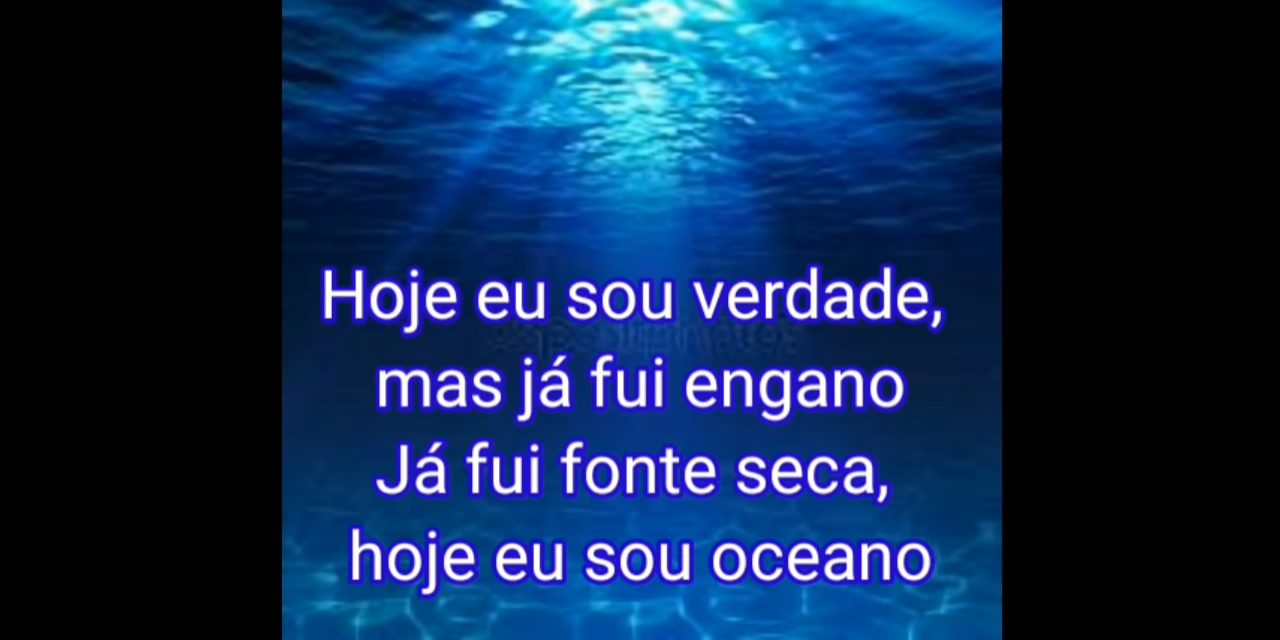 Hoje eu sou verdade,
mas já fui engano
Já fui fonte seca,
hoje eu sou oceano